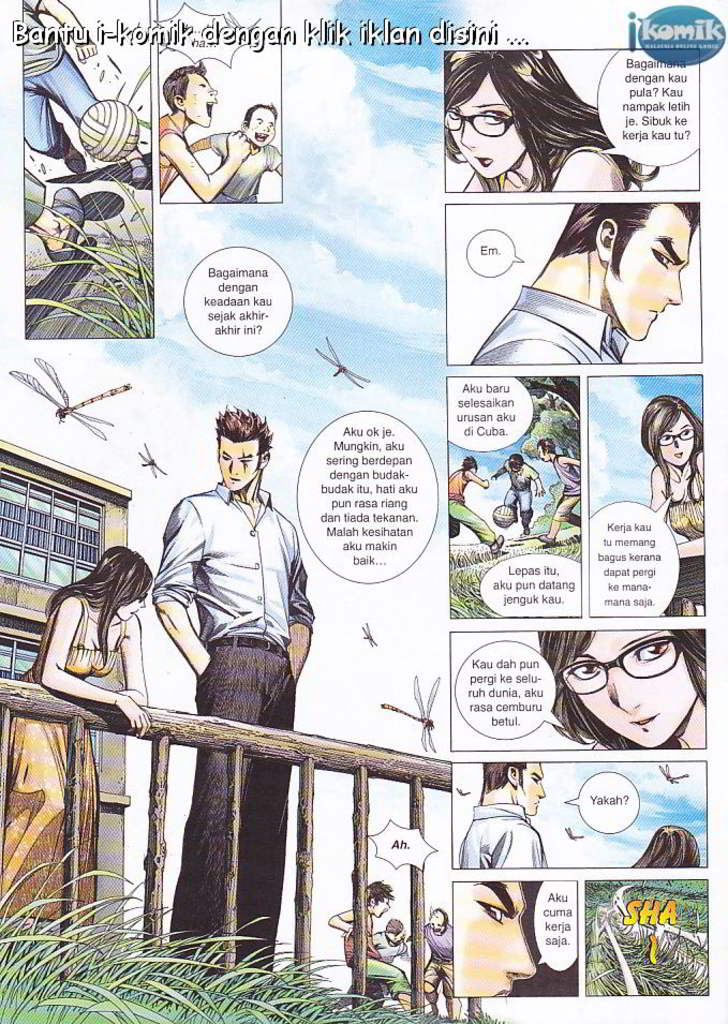 Bantu i-komik dengan klik iklan disini ...
ikomik
MALAYSIA ONLINE KOMIK
ha...
Bagaimana
dengan
keadaan kau
sejak akhir-
akhir ini?
Aku ok je.
Mungkin, aku
sering berdepan
dengan budak-
budak itu, hati aku
pun rasa riang
dan tiada tekanan.
Malah kesihatan
aku makin
baik...
Ah.
Bagaimana
dengan kau
pula? Kau
nampak letih
je. Sibuk ke
kerja kau tu?
Em.
Aku baru
selesaikan
urusan aku
di Cuba.
Lepas itu,
aku pun datang
jenguk kau.
Kerja kau
tu memang
bagus kerana
dapat pergi
ke mana-
mana saja.
Kau dah pun
pergi ke selu-
ruh dunia, aku
rasa cemburu
betul.
Yakah?
Aku
cuma
kerja
saja.
SHA